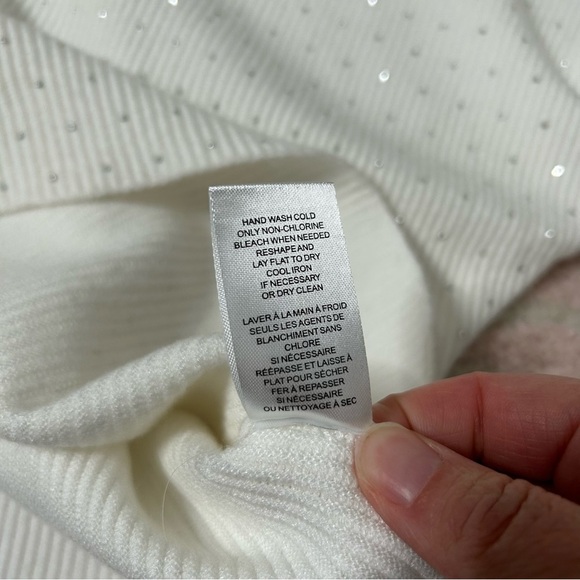 HAND WASH COLD
ONLY NON-CHLORINE
BLEACH WHEN NEEDED
RESHAPE AND
LAY FLAT TO DRY
COOL IRON
IF NECESSARY
OR DRY CLEAN
LAVER À LA MAIN À FROID
SEULS LES AGENTS DE
BLANCHIMENT SANS
CHLORE
SI NÉCESSAIRE
RÉÉPASSE ET LAISSE À
PLAT POUR SÉCHER
FER À REPASSER
SI NÉCESSAIRE
OU NETTOYAGE À SEC